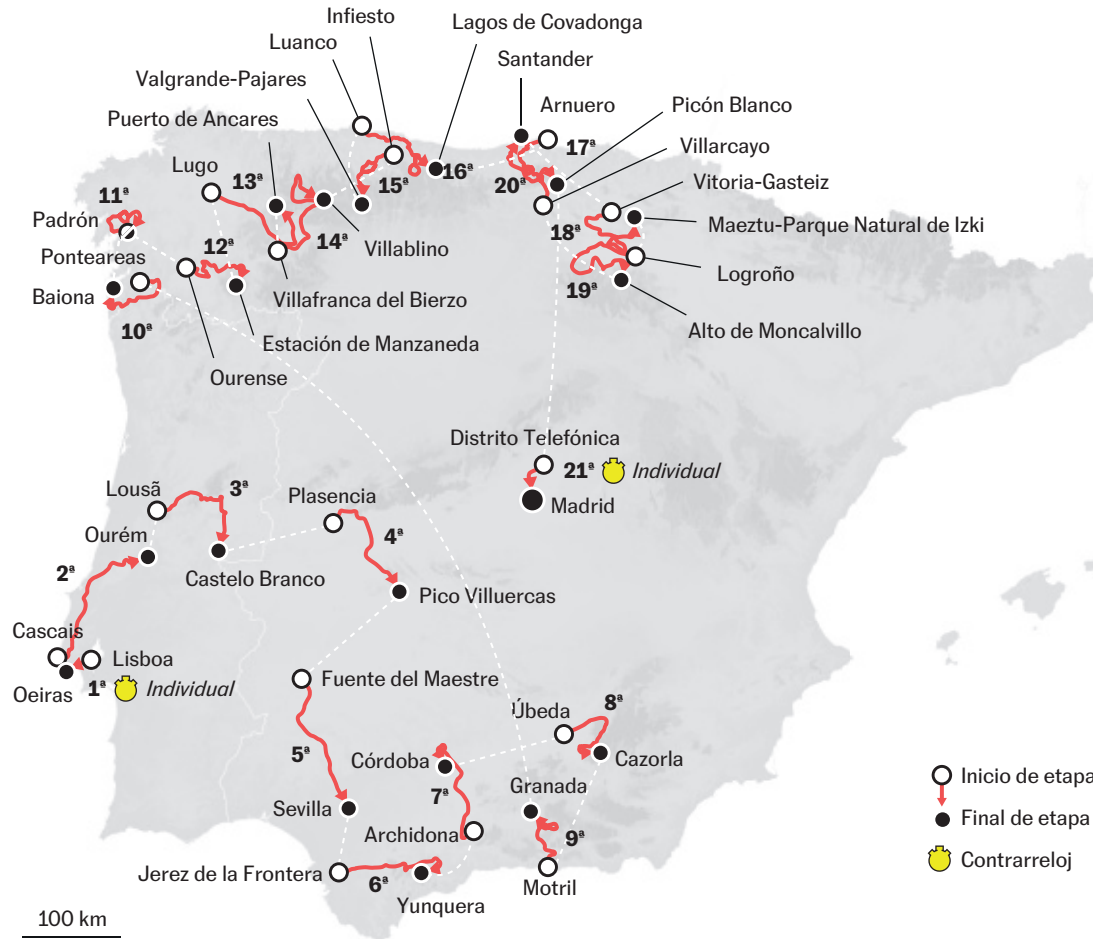 Infiesto
Luanco
Lagos de Covadonga
Santander
Valgrande-Pajares
Arnuero
Picón Blanco
Puerto de Ancares
17ª
Villarcayo
Lugo
13ª
15ª
16ª
20ª
Vitoria-Gasteiz
11ª
Padrón
14ª
Villablino
18ª
Maeztu-Parque Natural de Izki
12ª
Ponteareas
Logroño
Baiona
Villafranca del Bierzo
19ª
10ª
Estación de Manzaneda
Alto de Moncalvillo
Ourense
Distrito Telefónica
21ª
Individual
Madrid
Lousã
3ª
Plasencia
Ourém
4ª
Castelo Branco
2ª
Pico Villuercas
Cascais
Lisboa
Oeiras
1ª
Individual
Fuente del Maestre
Úbeda
8ª
5ª
Córdoba
Cazorla
Granada
7ª
Sevilla
Archidona
9ª
Jerez de la Frontera
6ª
Yunquera
Motril
Inicio de etapa
Final de etapa
Contrarreloj
100 km